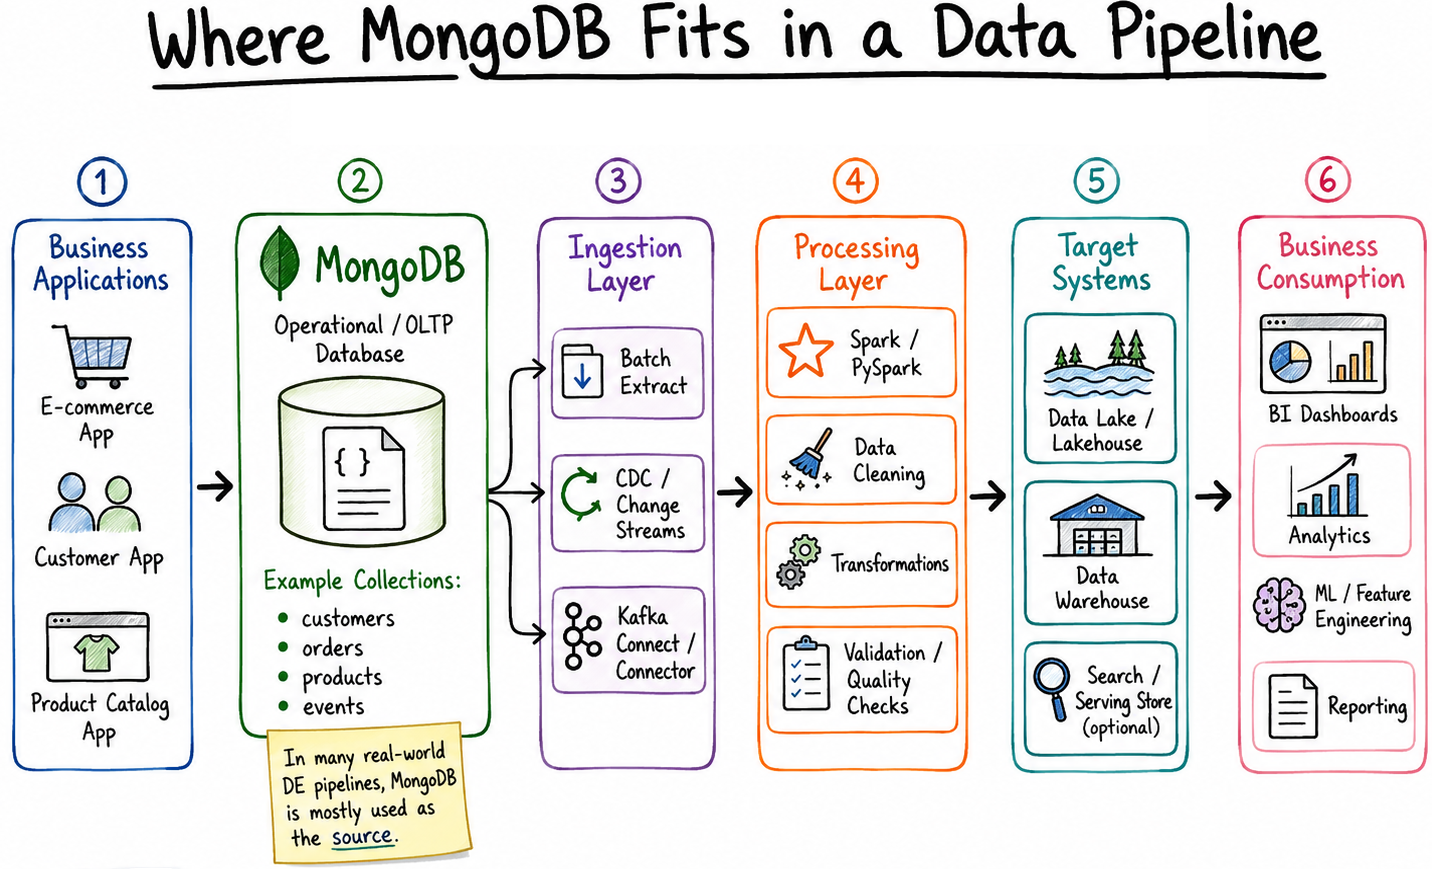 Where MongoDB Fits in a Data Pipeline
1
Business
Applications
E-commerce
App
Customer App
Product Catalog
App
2
MongoDB
Operational / OLTP
Database
{ }
Example Collections:
• customers
• orders
• products
• events
In many real-world
DE pipelines, MongoDB
is mostly used as
the source.
3
Ingestion
Layer
Batch
Extract
CDC /
Change
Streams
Kafka
Connect /
Connector
4
Processing
Layer
Spark /
PySpark
Data
Cleaning
Transformations
Validation /
Quality
Checks
5
Target
Systems
Data Lake /
Lakehouse
Data
Warehouse
Search /
Serving Store
(optional)
6
Business
Consumption
BI Dashboards
Analytics
ML / Feature
Engineering
Reporting